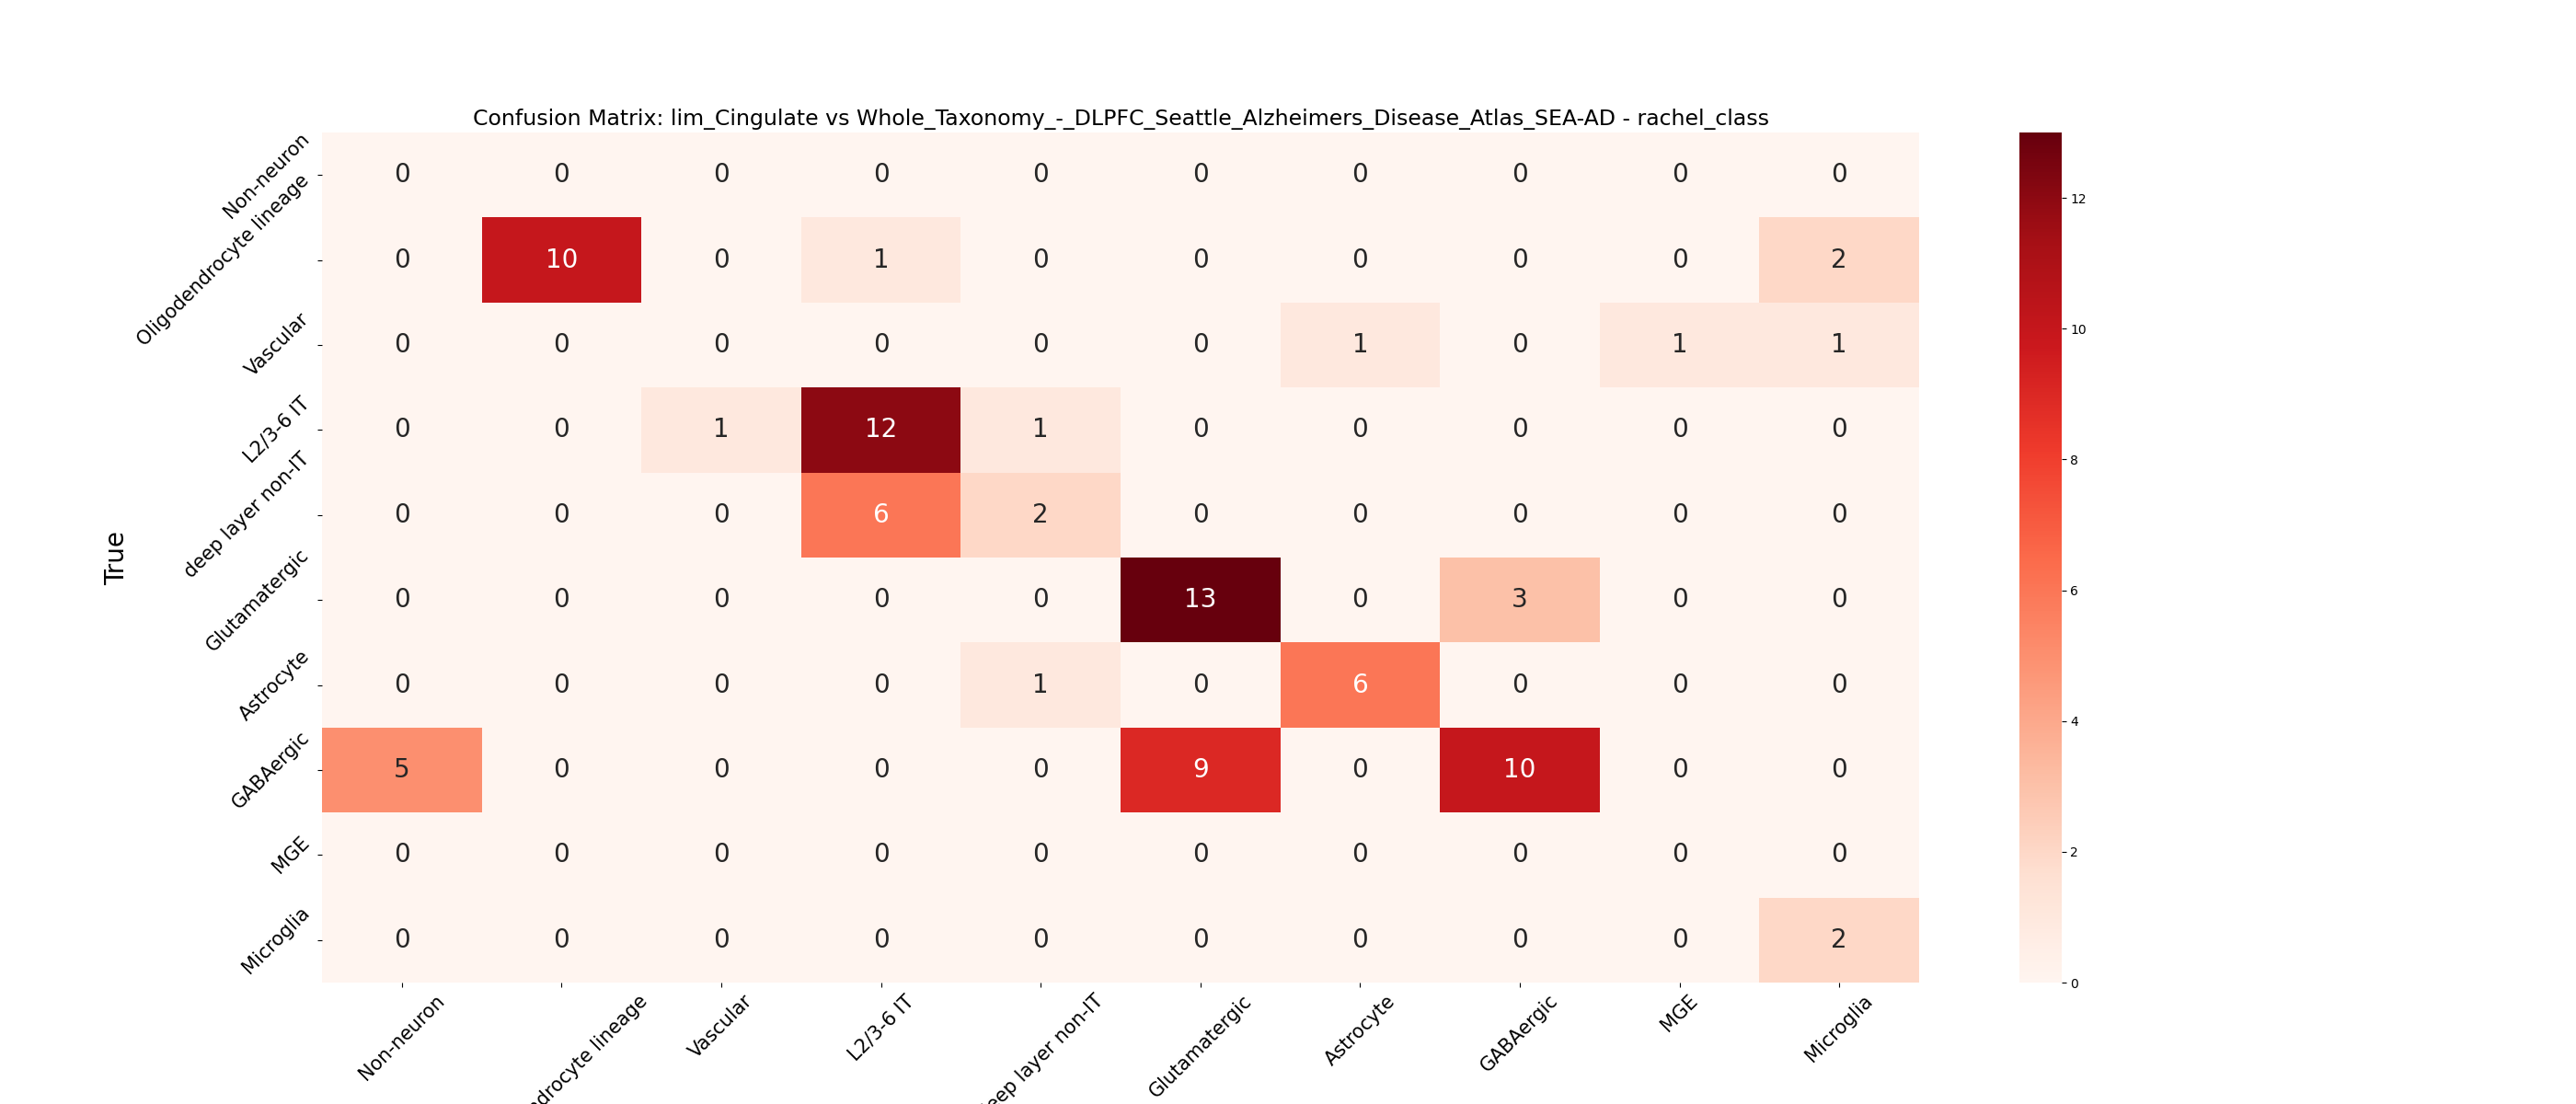 Confusion Matrix: lim_Cingulate vs Whole_Taxonomy_-_DLPFC_Seattle_Alzheimers_Disease_Atlas_SEA-AD - rachel_class
True
Non-neuron 0 0 0 0 0 0 0 0 0 0
Oligodendrocyte lineage 0 10 0 1 0 0 0 0 0 2
Vascular 0 0 0 0 0 0 1 0 1 1
L2/3-6 IT 0 0 1 12 1 0 0 0 0 0
deep layer non-IT 0 0 0 6 2 0 0 0 0 0
Glutamatergic 0 0 0 0 0 13 0 3 0 0
Astrocyte 0 0 0 0 1 0 6 0 0 0
GABAergic 5 0 0 0 0 9 0 10 0 0
MGE 0 0 0 0 0 0 0 0 0 0
Microglia 0 0 0 0 0 0 0 0 0 2
Non-neuron
lineage
Vascular
L2/3-6 IT
layer non-IT
Glutamatergic
Astrocyte
GABAergic
MGE
Microglia
12
10
8
6
4
2
0